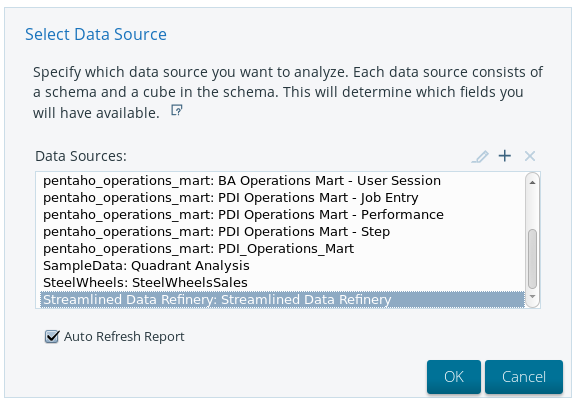 Select Data Source
Specify which data source you want to analyze. Each data source consists of
a schema and a cube in the schema. This will determine which fields you
will have available.
Data Sources:
pentaho_operations_mart: BA Operations Mart - User Session
pentaho_operations_mart: PDI Operations Mart - Job Entry
pentaho_operations_mart: PDI Operations Mart - Performance
pentaho_operations_mart: PDI Operations Mart - Step
pentaho_operations_mart: PDI_Operations_Mart
SampleData: Quadrant Analysis
SteelWheels: SteelWheelsSales
Streamlined Data Refinery: Streamlined Data Refinery
Auto Refresh Report
OK Cancel